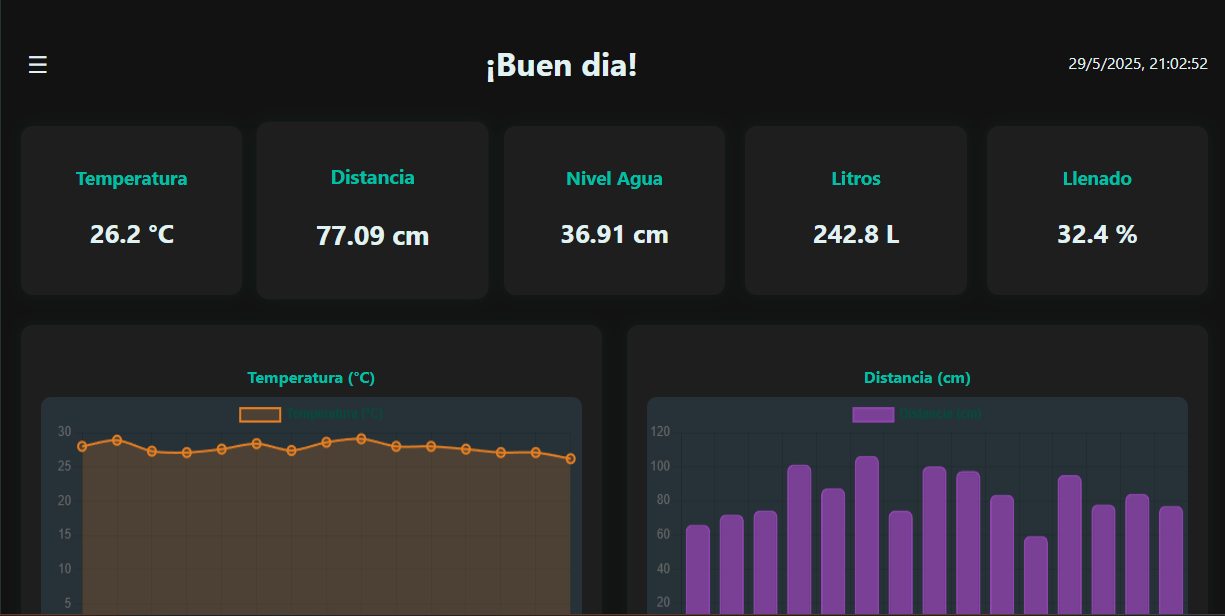 ☰ ¡Buen dia! 29/5/2025, 21:02:52
Temperatura Distancia Nivel Agua Litros Llenado
26.2 °C 77.09 cm 36.91 cm 242.8 L 32.4 %
Temperatura (°C) Distancia (cm)
Temperatura (°C) Distancia (cm)
30 120
25 100
20 80
15 60
10 40
5 20